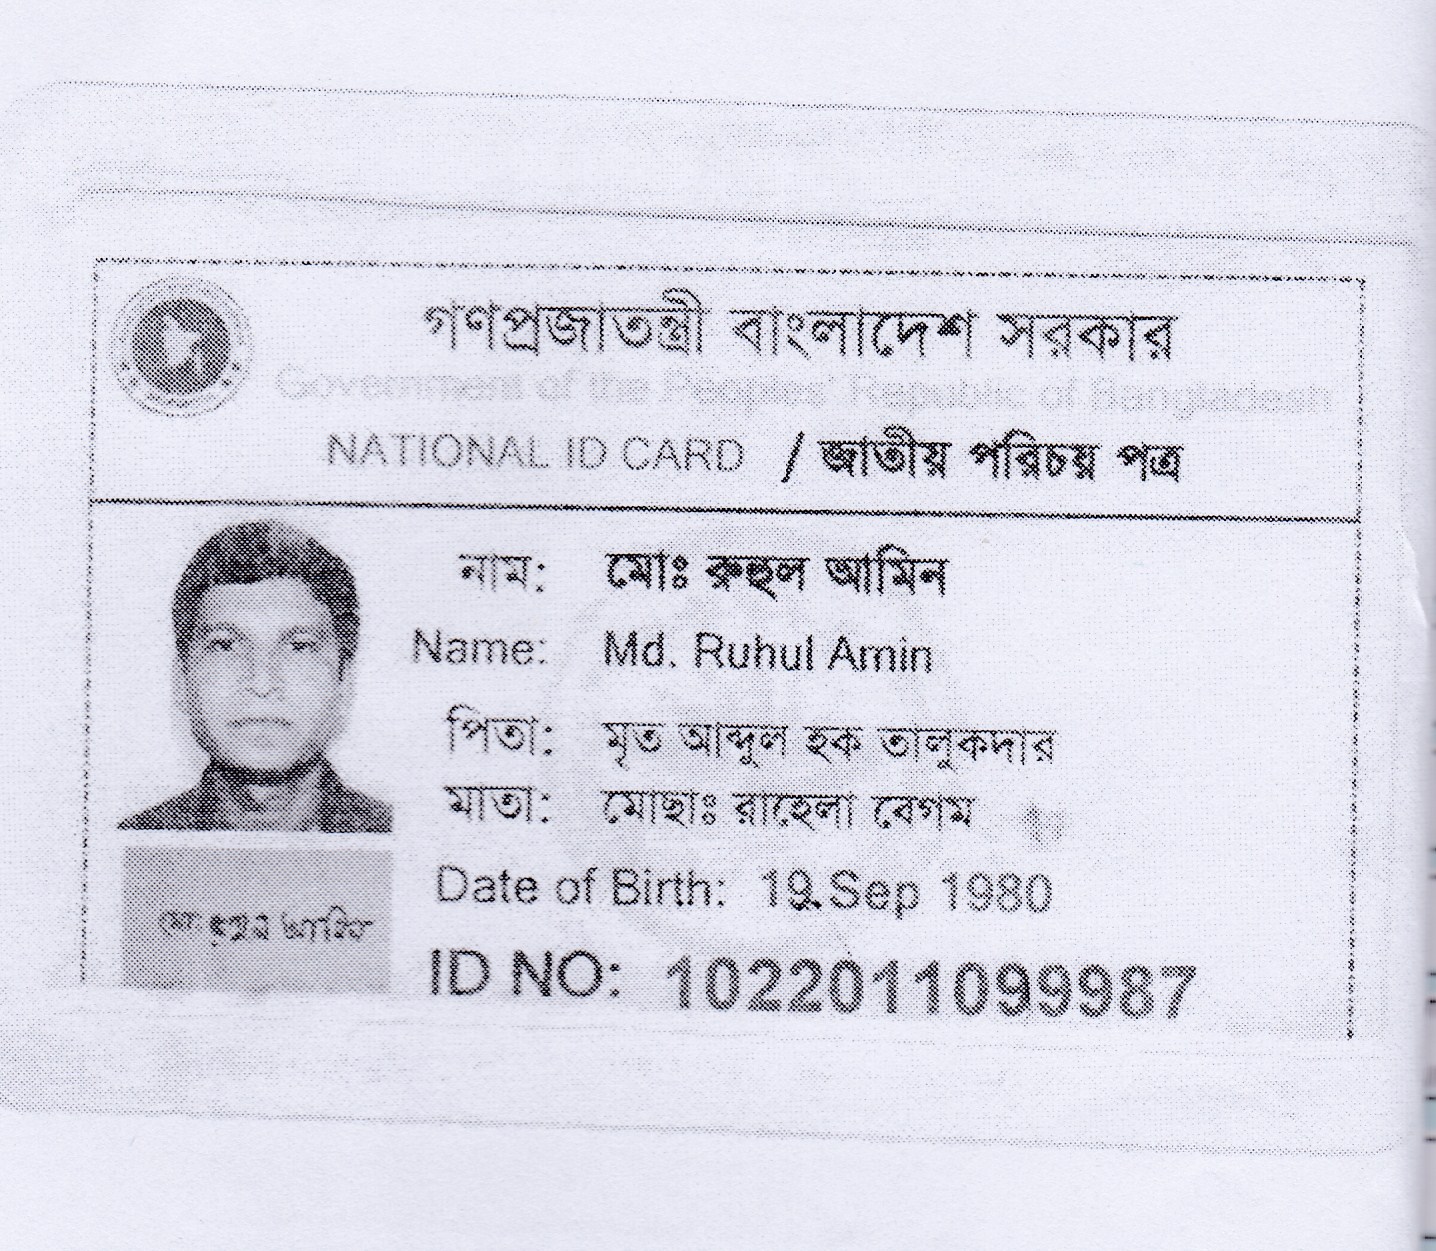 গণপ্রজাতন্ত্রী বাংলাদেশ সরকার
Government of the Peoples' Republic of Bangladesh
NATIONAL ID CARD / জাতীয় পরিচয় পত্র
নাম: মোঃ রুহুল আমিন
Name: Md. Ruhul Amin
পিতা: মৃত আব্দুল হক তালুকদার
মাতা: মোছাঃ রাহেলা বেগম
Date of Birth: 19 Sep 1980
মোঃ রুহুল আমিন
ID NO: 1022011099987